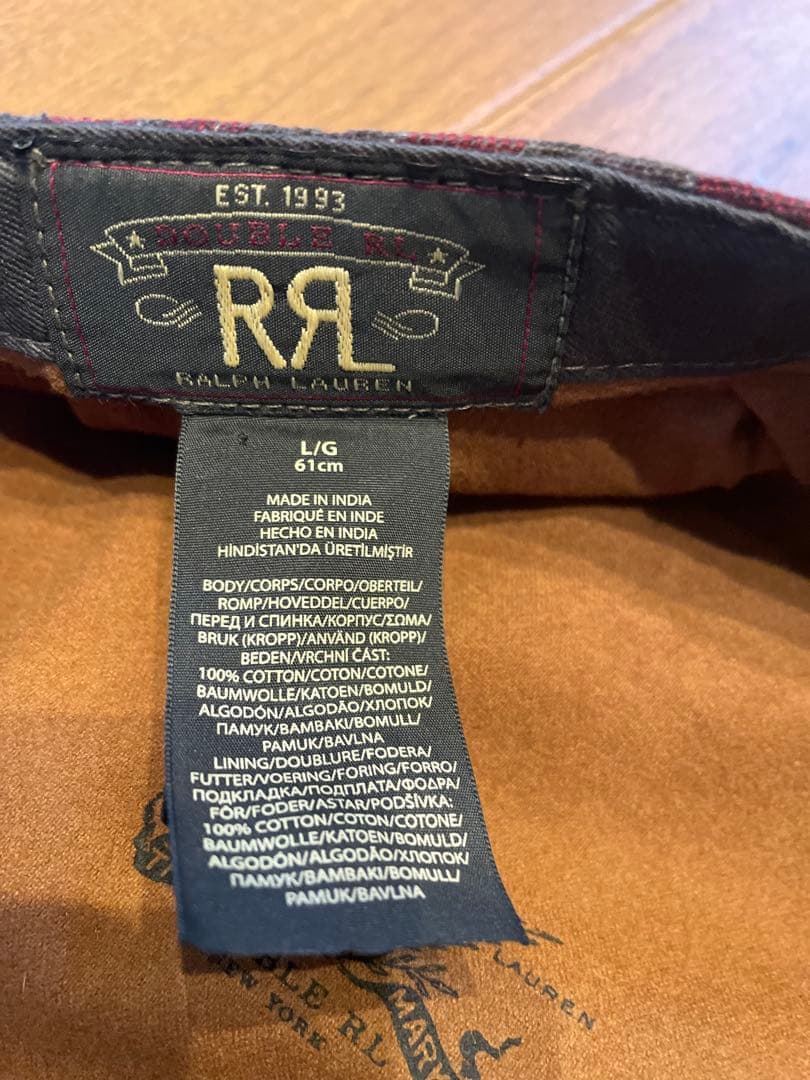 EST. 1993
DOUBLE RL
RRL
RALPH LAUREN
L/G
61cm
MADE IN INDIA
FABRIQUÉ EN INDE
HECHO EN INDIA
HİNDİSTAN'DA ÜRETİLMİŞTİR
BODY/CORPS/CORPO/OBERTEIL/
ROMP/HOVEDDEL/CUERPO/
ПЕРЕД И СПИНКА/КОРПУС/ΣΩΜΑ/
BRUK (KROPP)/ANVÄND (KROPP)/
BEDEN/VRCHNÍ ČÁST:
100% COTTON/COTON/COTONE/
BAUMWOLLE/KATOEN/BOMULD/
ALGODÓN/ALGODÃO/ХЛОПОК/
ПАМУК/BAMBAKI/BOMULL/
PAMUK/BAVLNA
LINING/DOUBLURE/FODERA/
FUTTER/VOERING/FORING/FORRO/
ПОДКЛАДКА/ПОДПЛАТА/ΦΟΔΡΑ/
FÖR/FODER/ASTAR/PODŠÍVKA:
100% COTTON/COTON/COTONE/
BAUMWOLLE/KATOEN/BOMULD/
ALGODÓN/ALGODÃO/ХЛОПОК/
ПАМУК/BAMBAKI/BOMULL/
PAMUK/BAVLNA
LAUREN
BLE RL
NEW YORK
MAR